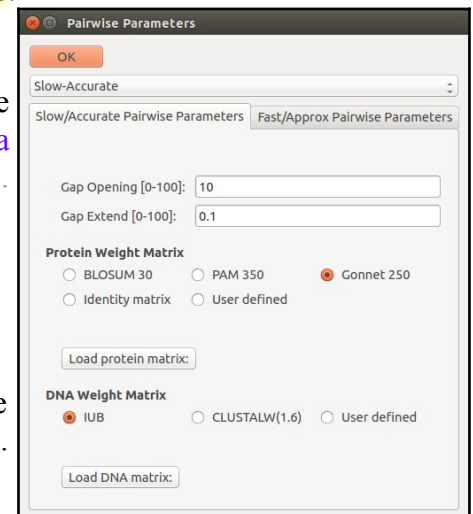 Pairwise Parameters
OK
Slow-Accurate
Slow/Accurate Pairwise Parameters Fast/Approx Pairwise Parameters
Gap Opening [0-100]: 10
Gap Extend [0-100]: 0.1
Protein Weight Matrix
BLOSUM 30 PAM 350 Gonnet 250
Identity matrix User defined
Load protein matrix:
DNA Weight Matrix
IUB CLUSTALW(1.6) User defined
Load DNA matrix: